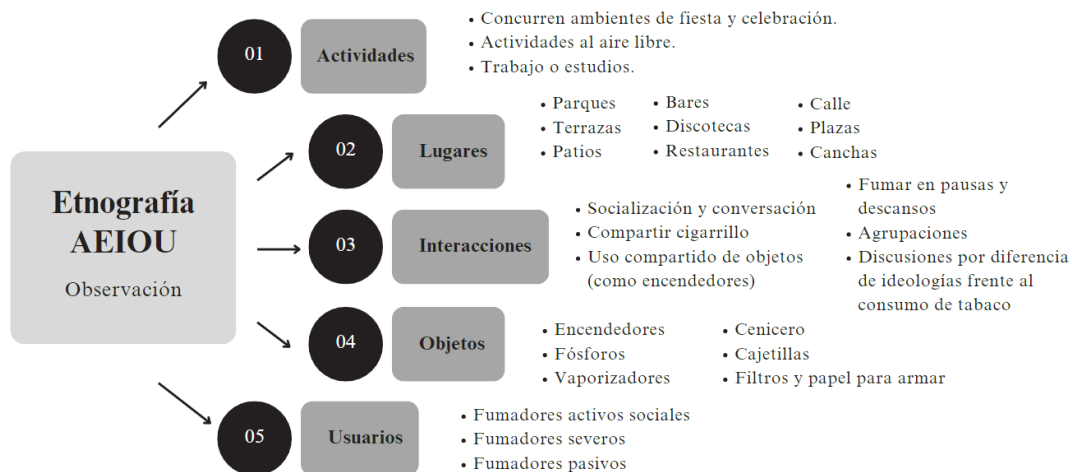 Etnografía
AEIOU
Observación
01
Actividades
• Concurren ambientes de fiesta y celebración.
• Actividades al aire libre.
• Trabajo o estudios.
02
Lugares
• Parques
• Terrazas
• Patios
• Bares
• Discotecas
• Restaurantes
• Calle
• Plazas
• Canchas
03
Interacciones
• Socialización y conversación
• Compartir cigarrillo
• Uso compartido de objetos
(como encendedores)
• Fumar en pausas y
descansos
• Agrupaciones
• Discusiones por diferencia
de ideologías frente al
consumo de tabaco
04
Objetos
• Encendedores
• Fósforos
• Vaporizadores
• Cenicero
• Cajetillas
• Filtros y papel para armar
05
Usuarios
• Fumadores activos sociales
• Fumadores severos
• Fumadores pasivos